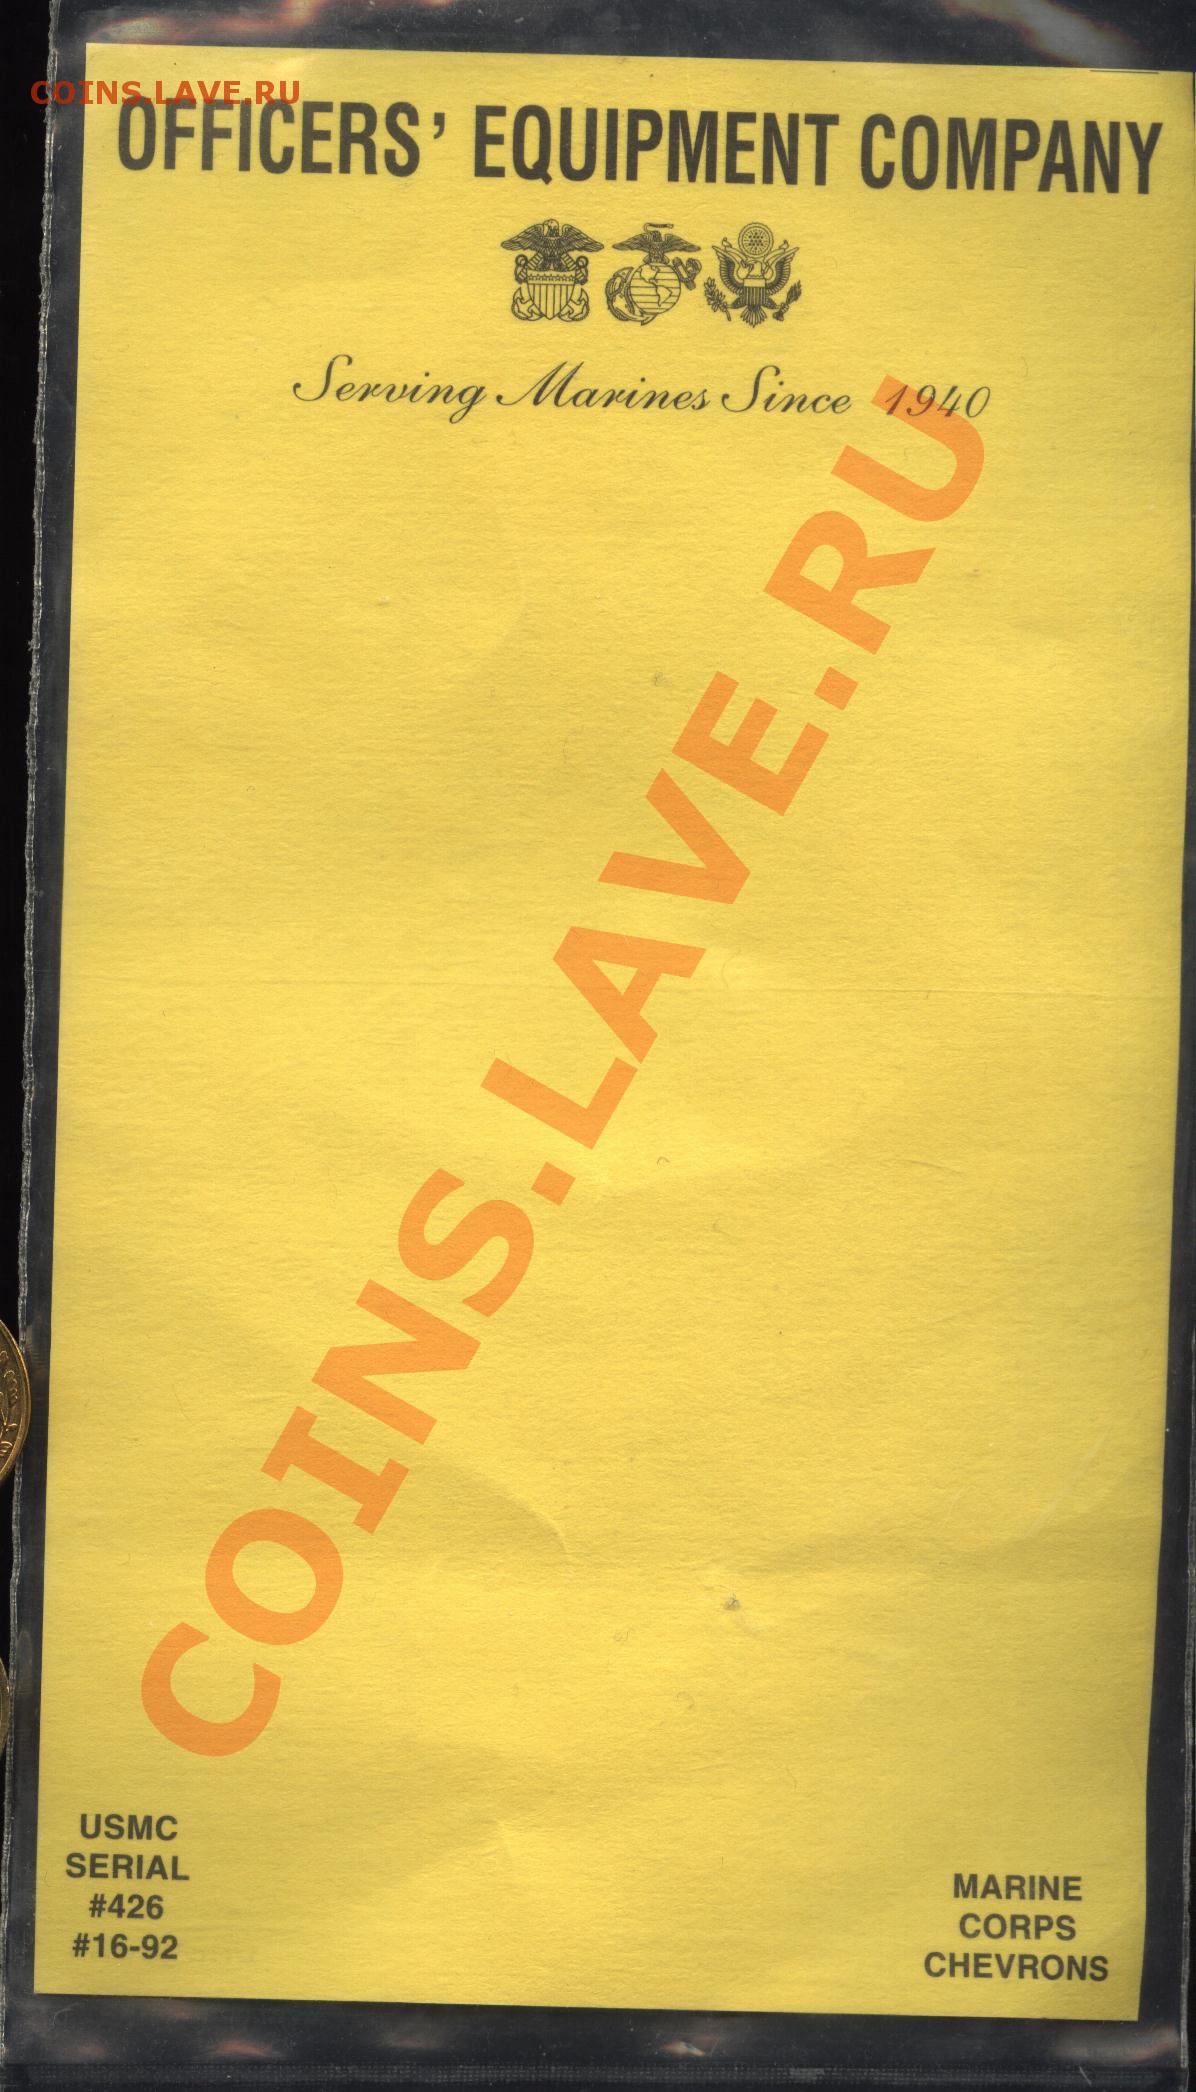 COINS.LAVE.RU
OFFICERS' EQUIPMENT COMPANY
Serving Marines Since 1940
COINS.LAVE.RU
USMC
SERIAL
#426
#16-92
MARINE
CORPS
CHEVRONS